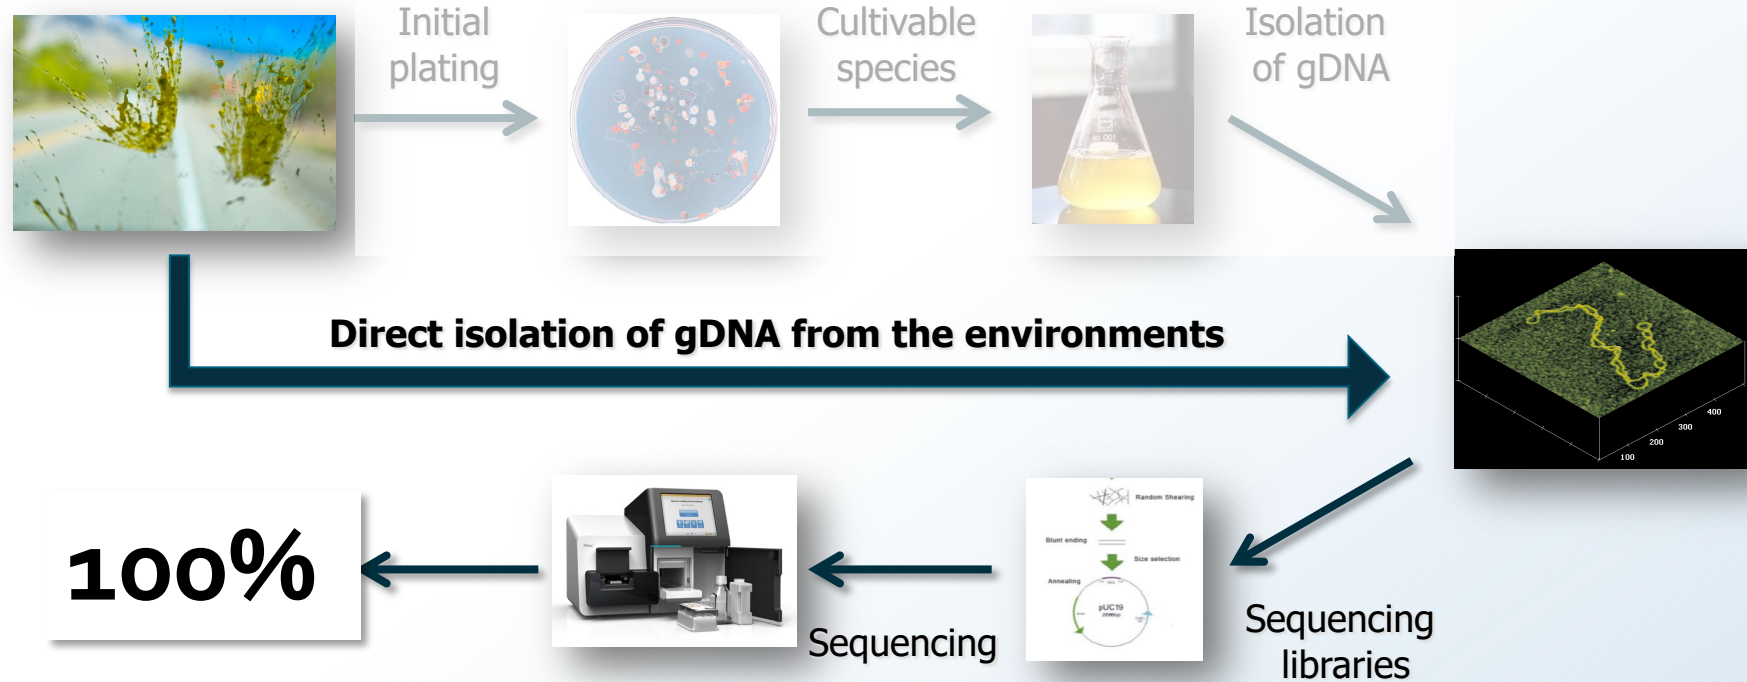 Initial
plating
Cultivable
species
Isolation
of gDNA
Direct isolation of gDNA from the environments
400
300
200
100
100%
Sequencing
Random Shearing
Blunt ending
Size selection
Annealing
pUC19
Sequencing
libraries